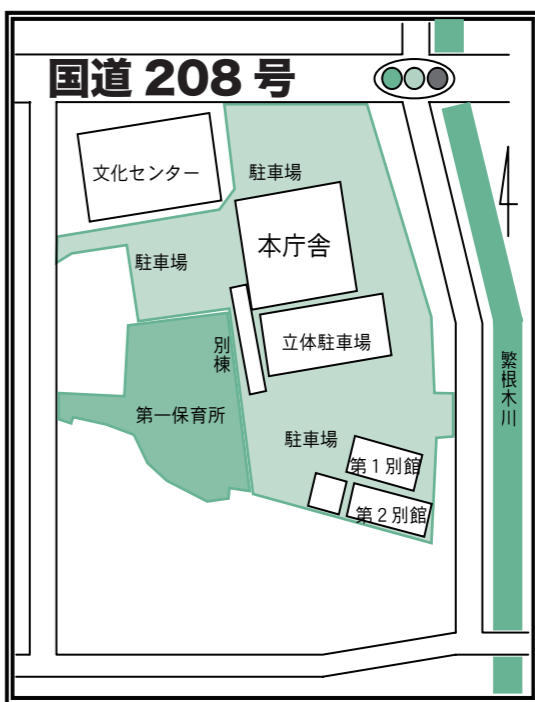 国道 208 号
文化センター
駐車場
本庁舎
駐車場
別棟
立体駐車場
第一保育所
駐車場
第１別館
第２別館
繁根木川